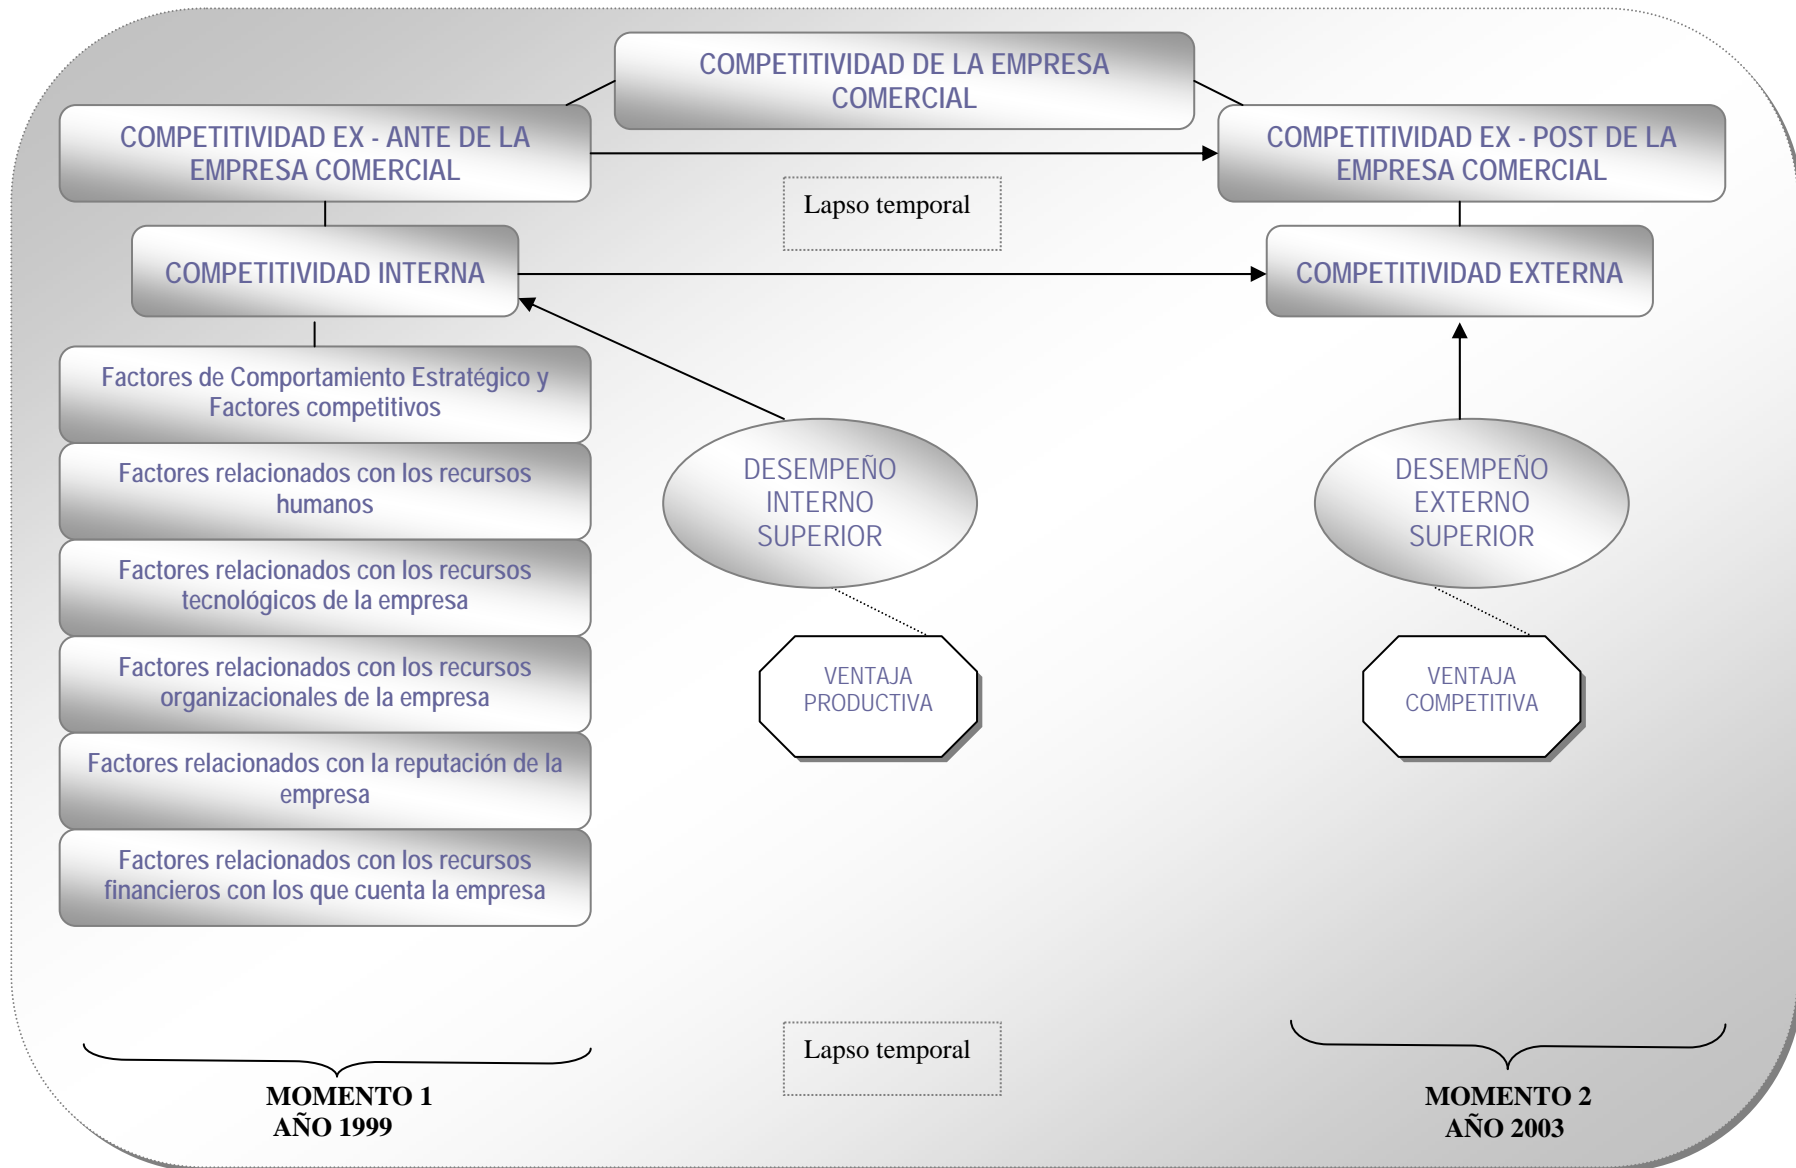 COMPETITIVIDAD DE LA EMPRESA
COMERCIAL
COMPETITIVIDAD EX - ANTE DE LA
EMPRESA COMERCIAL
COMPETITIVIDAD EX - POST DE LA
EMPRESA COMERCIAL
Lapso temporal
COMPETITIVIDAD INTERNA
COMPETITIVIDAD EXTERNA
Factores de Comportamiento Estratégico y
Factores competitivos
Factores relacionados con los recursos
humanos
Factores relacionados con los recursos
tecnológicos de la empresa
Factores relacionados con los recursos
organizacionales de la empresa
Factores relacionados con la reputación de la
empresa
Factores relacionados con los recursos
financieros con los que cuenta la empresa
DESEMPEÑO
INTERNO
SUPERIOR
DESEMPEÑO
EXTERNO
SUPERIOR
VENTAJA
PRODUCTIVA
VENTAJA
COMPETITIVA
Lapso temporal
MOMENTO 1
AÑO 1999
MOMENTO 2
AÑO 2003